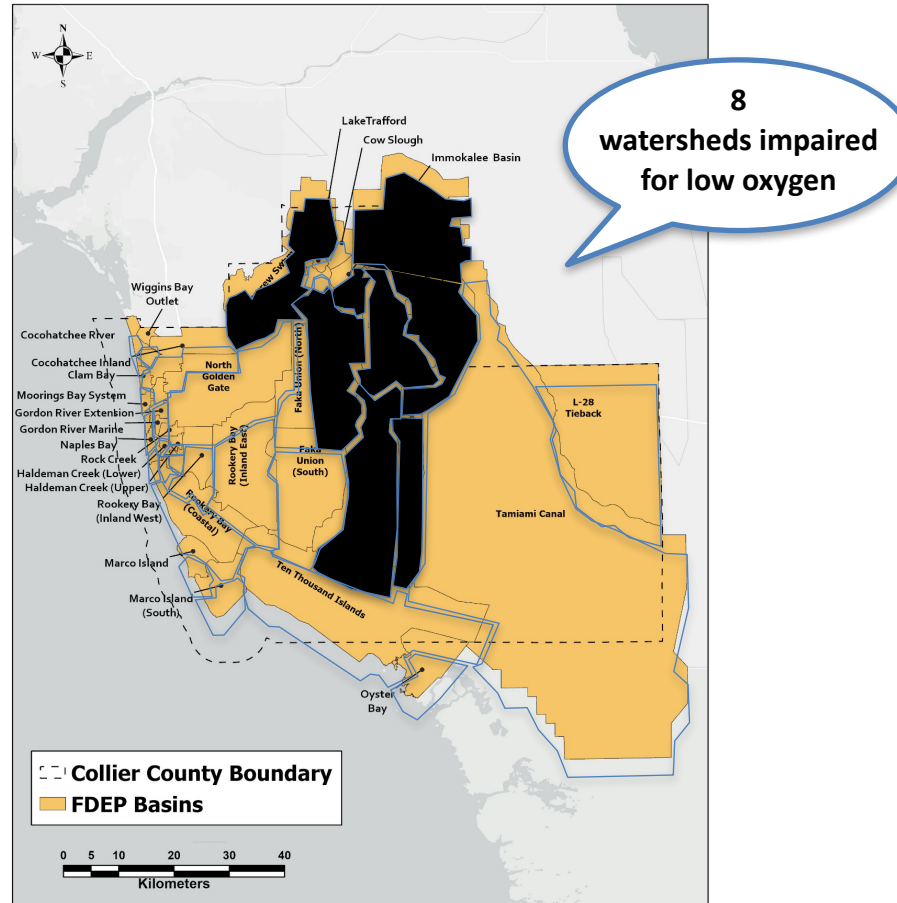 N
W
E
S
8
watersheds impaired
for low oxygen
LakeTrafford
Cow Slough
Immokalee Basin
Wiggins Bay
Outlet
Cocohatchee River
Cocohatchee Inland
Clam Bay
Moorings Bay System
Gordon River Extension
Gordon River Marine
Naples Bay
Rock Creek
Haldeman Creek (Lower)
Haldeman Creek (Upper)
Rookery Bay
(Inland West)
Marco Island
Marco Island
(South)
North
Golden
Gate
Faka Union (North)
Rookery Bay
(Inland East)
Faka
Union
(South)
Rookery Bay
(Coastal)
Ten Thousand Islands
Oyster
Bay
L-28
Tieback
Tamiami Canal
Collier County Boundary
FDEP Basins
0 5 10 20 30 40
Kilometers